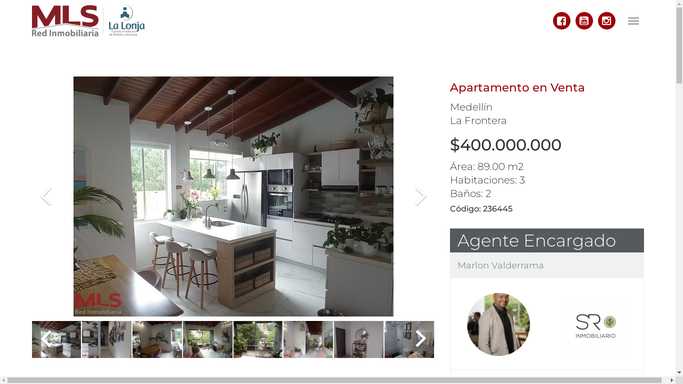 MLS
Red Inmobiliaria
La Lonja
Apartamento en Venta
Medellín
La Frontera
$400.000.000
Área: 89.00 m2
Habitaciones: 3
Baños: 2
Código: 236445
Agente Encargado
Marlon Valderrama
MLS
Red Inmobiliaria
SR
INMOBILIARIO